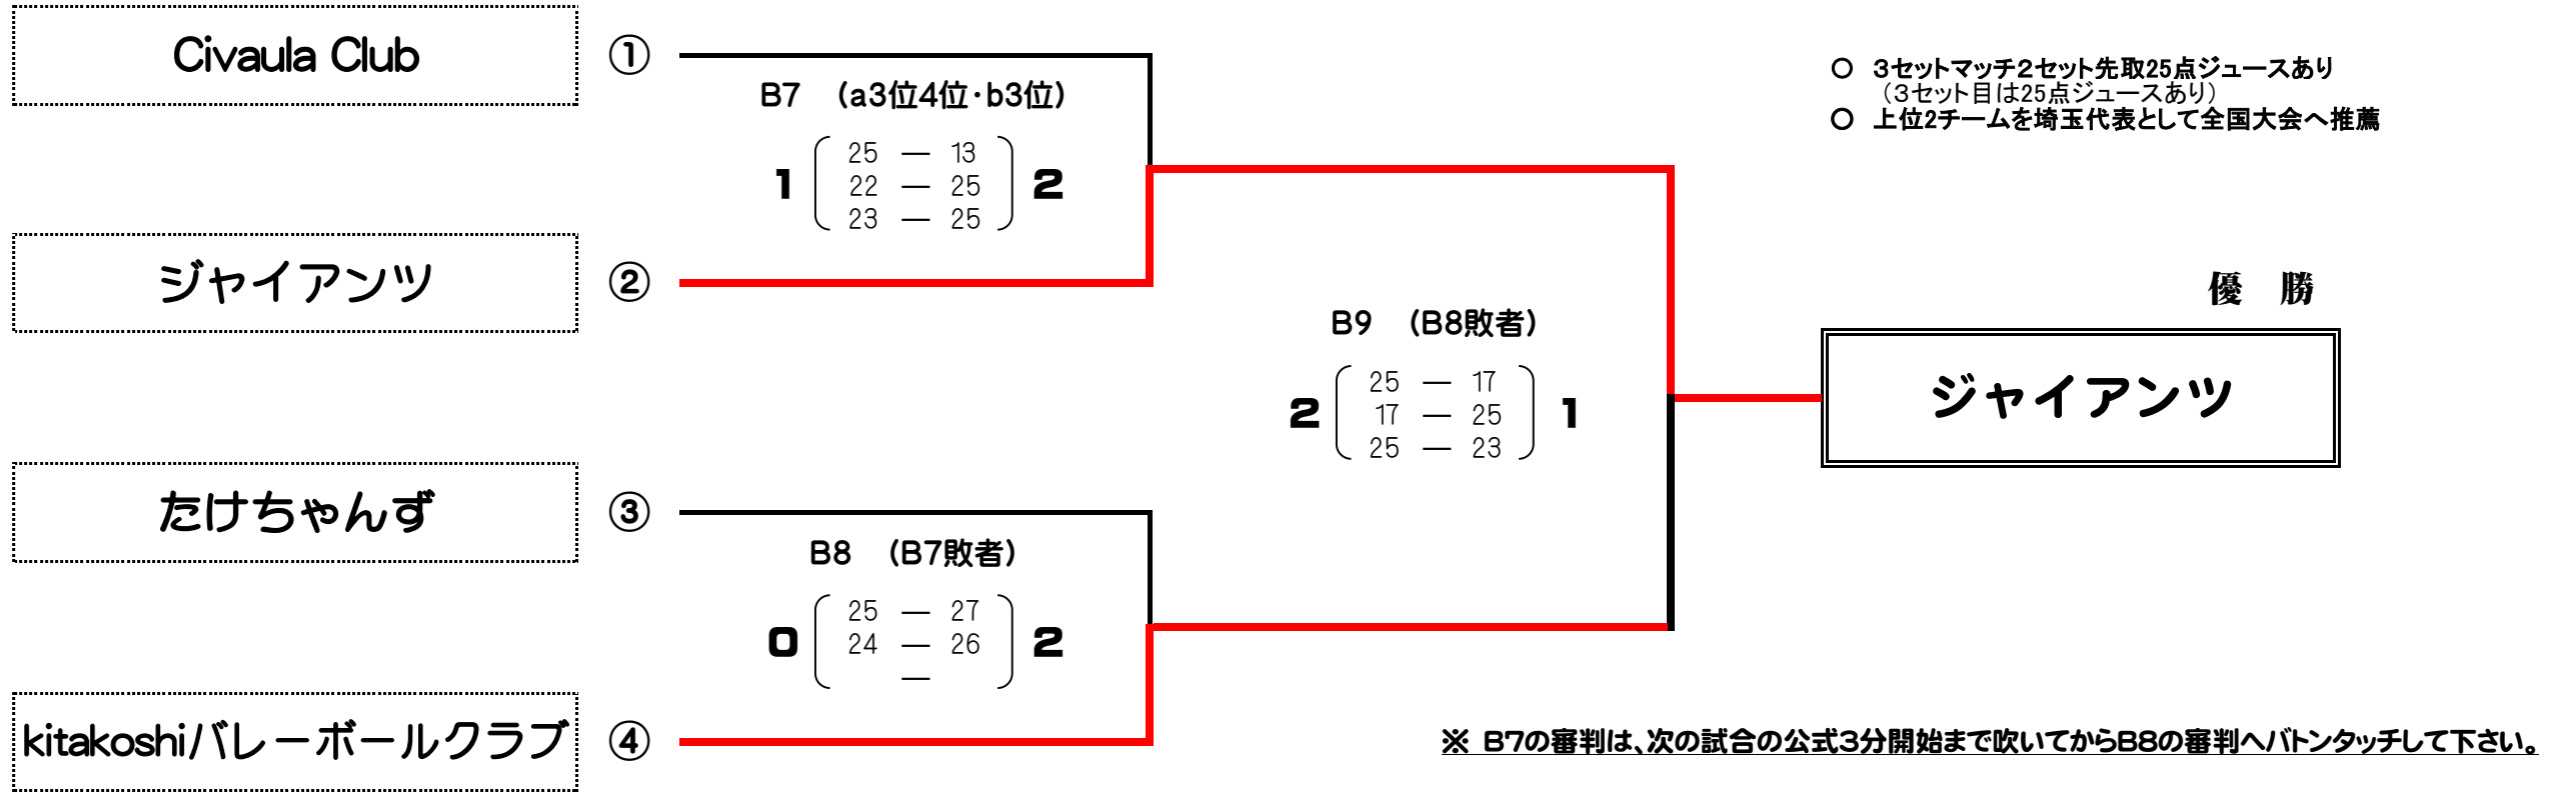 Civaula Club ①
B7 (a3位4位・b3位)
1 25 ― 13 2
22 ― 25
23 ― 25
ジャイアンツ ②
○ 3セットマッチ2セット先取25点ジュースあり
(3セット目は25点ジュースあり)
○ 上位2チームを埼玉代表として全国大会へ推薦
B9 (B8敗者)
2 25 ― 17 1
17 ― 25
25 ― 23
優 勝
ジャイアンツ
たけちゃんず ③
B8 (B7敗者)
0 25 ― 27 2
24 ― 26
―
kitakoshiバレーボールクラブ ④
※ B7の審判は、次の試合の公式3分開始まで吹いてからB8の審判へバトンタッチして下さい。